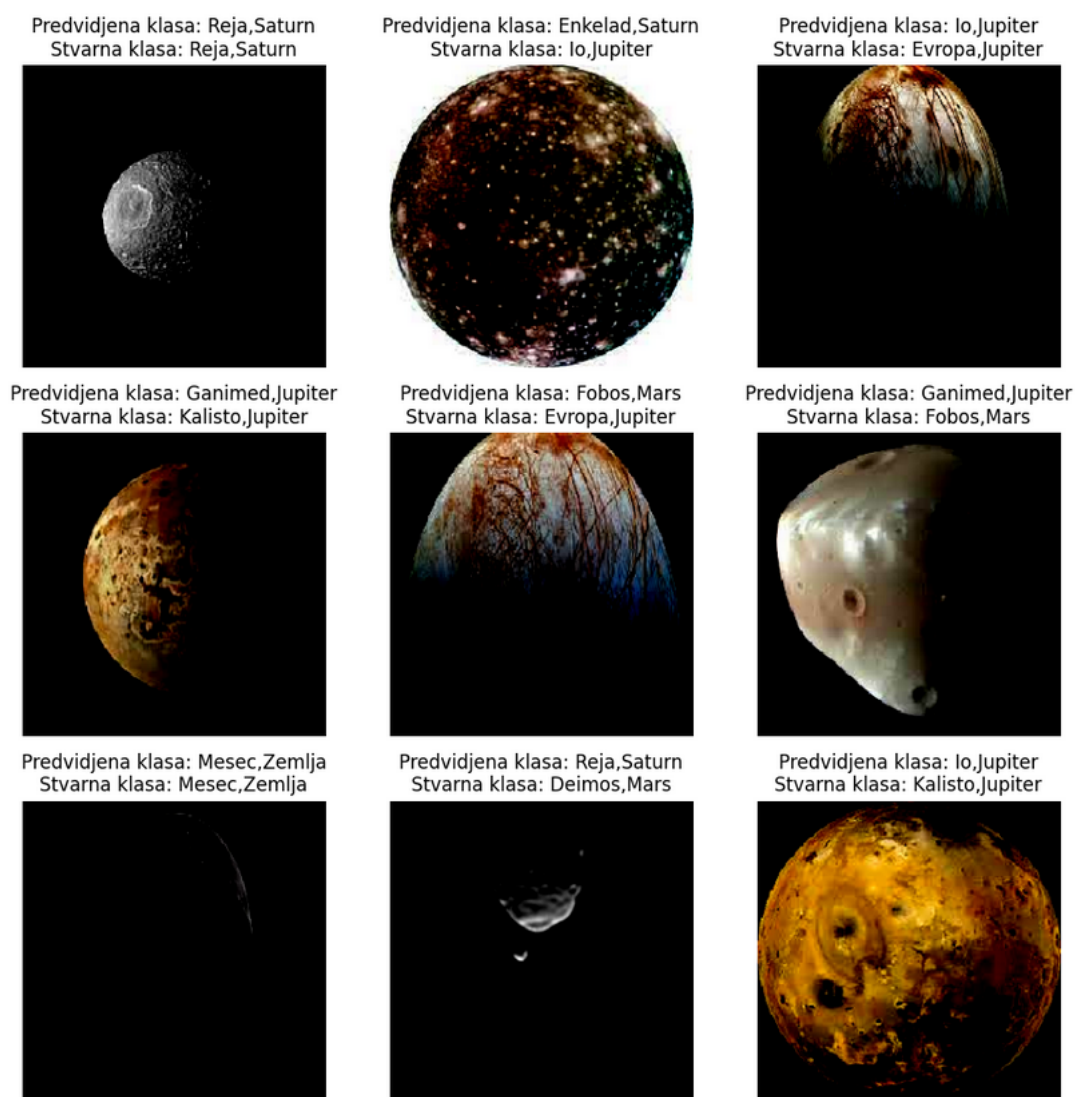 Predvidjena klasa: Reja,Saturn
Stvarna klasa: Reja,Saturn
Predvidjena klasa: Enkelad,Saturn
Stvarna klasa: Io,Jupiter
Predvidjena klasa: Io,Jupiter
Stvarna klasa: Evropa,Jupiter
Predvidjena klasa: Ganimed,Jupiter
Stvarna klasa: Kalisto,Jupiter
Predvidjena klasa: Fobos,Mars
Stvarna klasa: Evropa,Jupiter
Predvidjena klasa: Ganimed,Jupiter
Stvarna klasa: Fobos,Mars
Predvidjena klasa: Mesec,Zemlja
Stvarna klasa: Mesec,Zemlja
Predvidjena klasa: Reja,Saturn
Stvarna klasa: Deimos,Mars
Predvidjena klasa: Io,Jupiter
Stvarna klasa: Kalisto,Jupiter